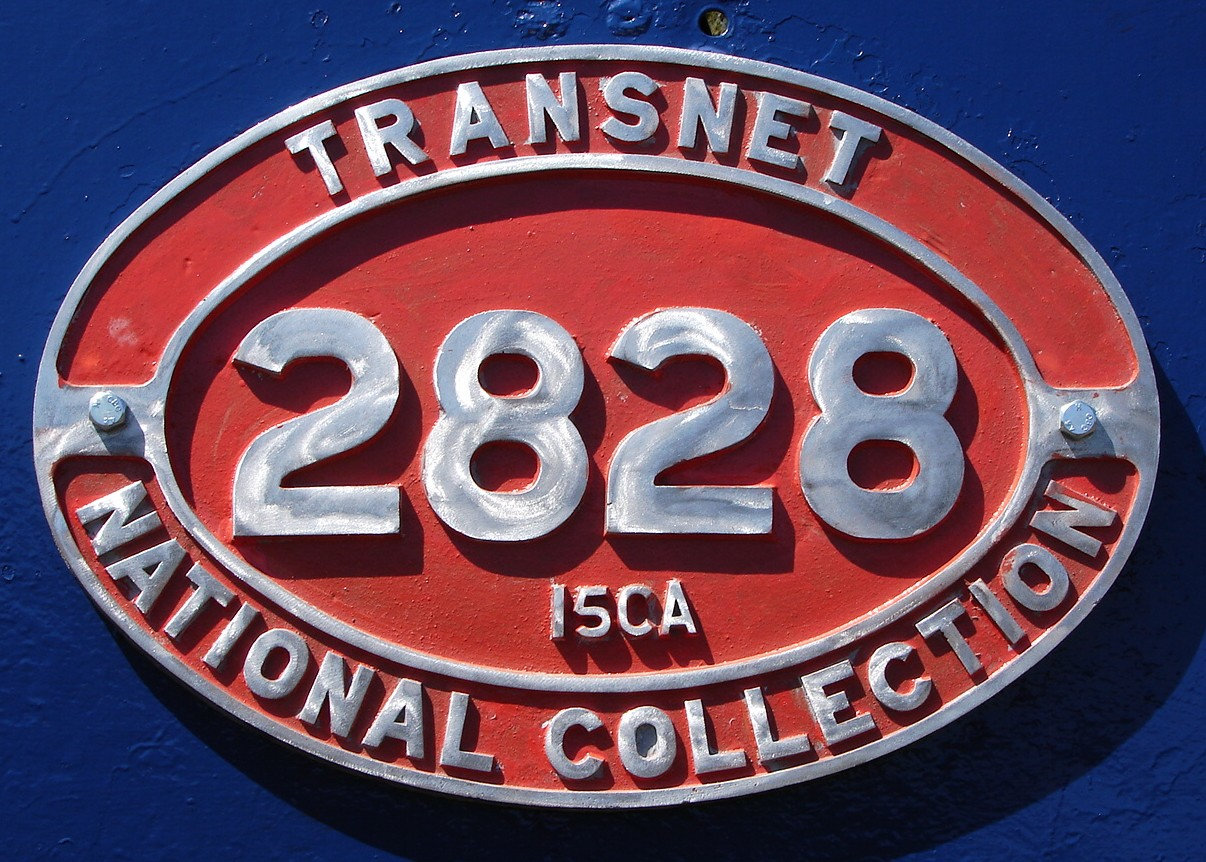 TRANSNET
2828
15CA
NATIONAL COLLECTION